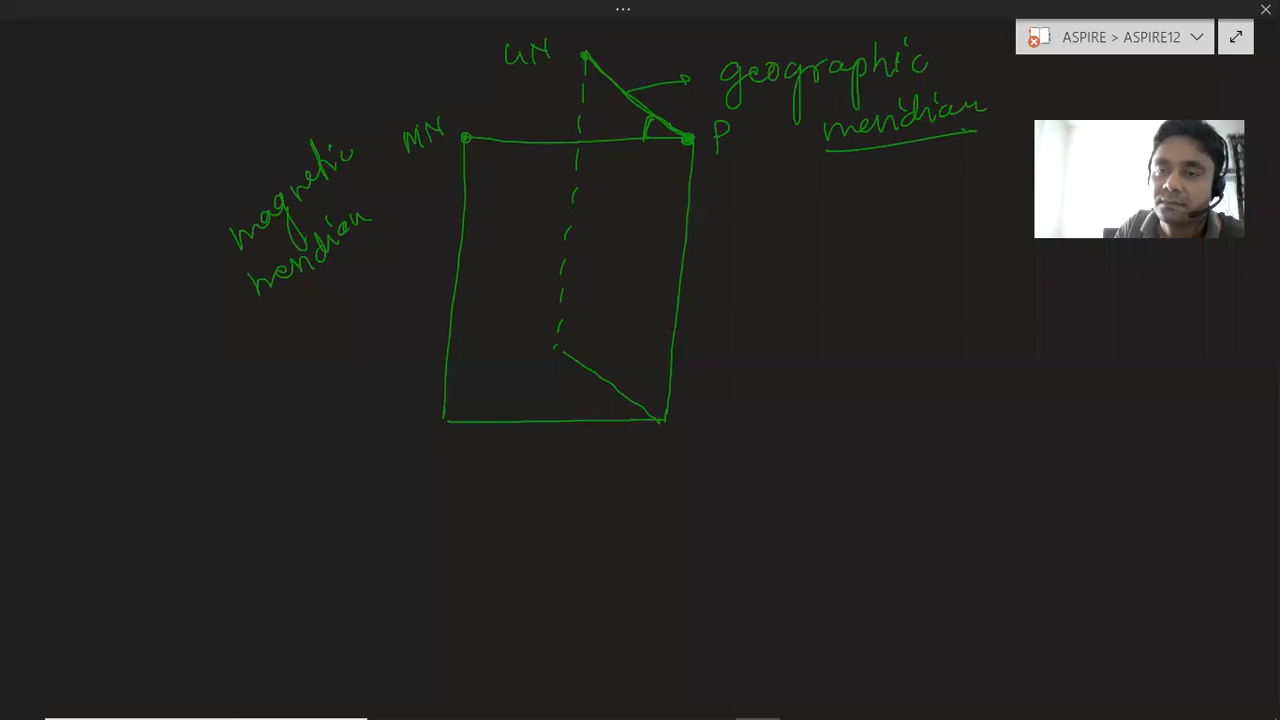 ASPIRE > ASPIRE12
GN
geographic
meridian
MN
P
magnetic
meridian